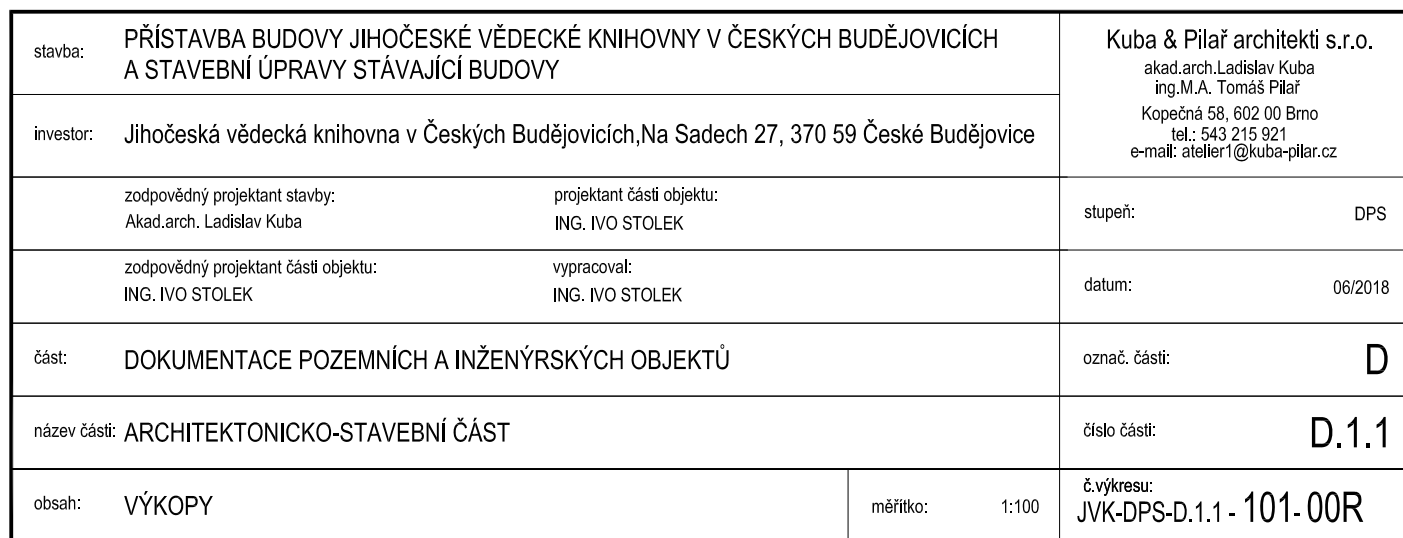 stavba: PŘÍSTAVBA BUDOVY JIHOČESKÉ VĚDECKÉ KNIHOVNY V ČESKÝCH BUDĚJOVICÍCH
A STAVEBNÍ ÚPRAVY STÁVAJÍCÍ BUDOVY
Kuba & Pilař architekti s.r.o.
akad.arch.Ladislav Kuba
ing.M.A. Tomáš Pilař
Kopečná 58, 602 00 Brno
tel.: 543 215 921
e-mail: atelier1@kuba-pilar.cz
investor: Jihočeská vědecká knihovna v Českých Budějovicích,Na Sadech 27, 370 59 České Budějovice
zodpovědný projektant stavby: projektant části objektu:
Akad.arch. Ladislav Kuba ING. IVO STOLEK
stupeň: DPS
zodpovědný projektant části objektu: vypracoval:
ING. IVO STOLEK ING. IVO STOLEK
datum: 06/2018
část: DOKUMENTACE POZEMNÍCH A INŽENÝRSKÝCH OBJEKTŮ
označ. části: D
název části: ARCHITEKTONICKO-STAVEBNÍ ČÁST
číslo části: D.1.1
obsah: VÝKOPY měřítko: 1:100
č.výkresu:
JVK-DPS-D.1.1 - 101- 00R